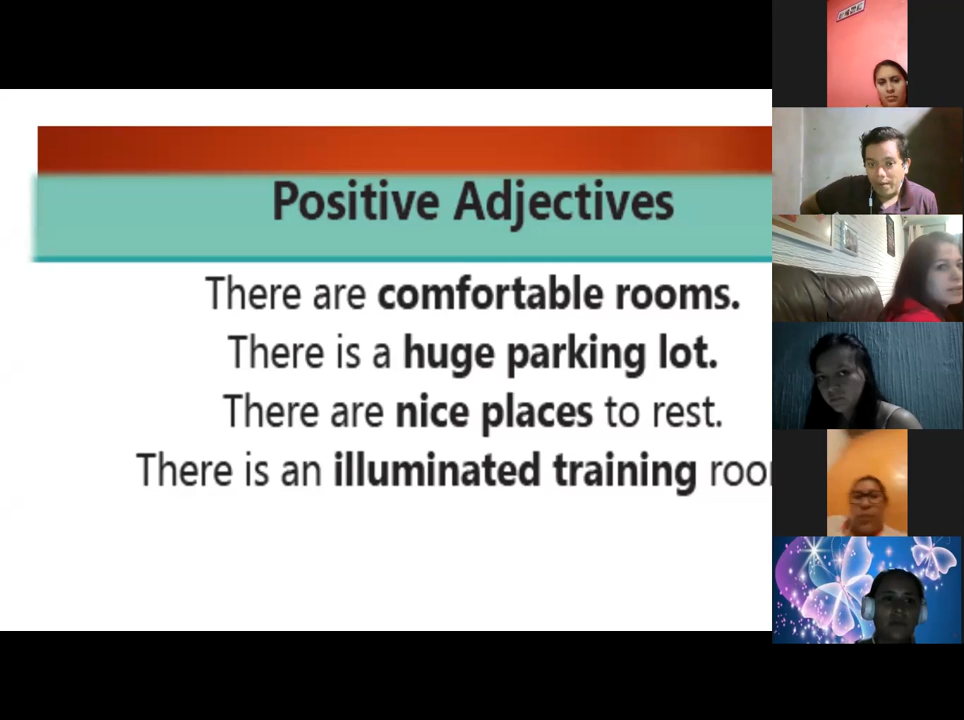 Positive Adjectives
There are comfortable rooms.
There is a huge parking lot.
There are nice places to rest.
There is an illuminated training